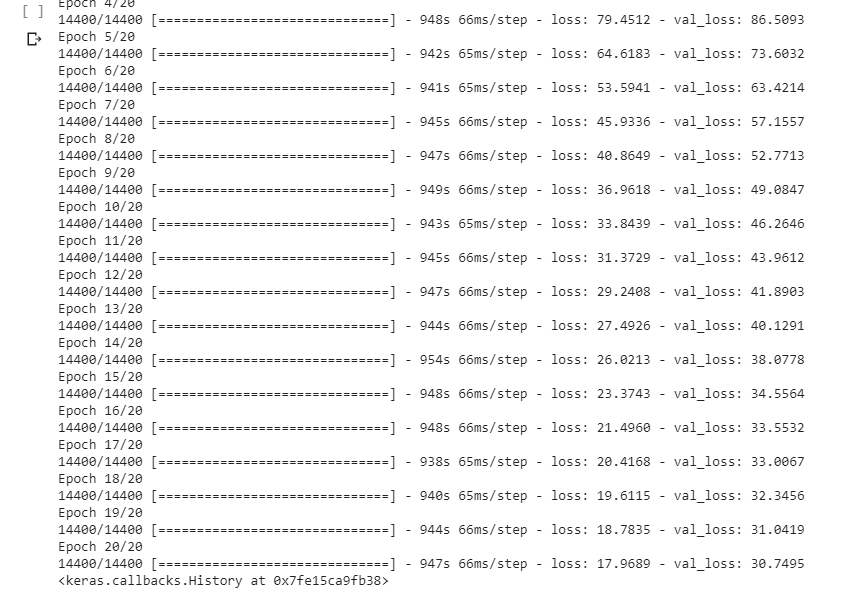 Epoch 4/20
[ ] 14400/14400 [==============================] - 948s 66ms/step - loss: 79.4512 - val_loss: 86.5093
Epoch 5/20
14400/14400 [==============================] - 942s 65ms/step - loss: 64.6183 - val_loss: 73.6032
Epoch 6/20
14400/14400 [==============================] - 941s 65ms/step - loss: 53.5941 - val_loss: 63.4214
Epoch 7/20
14400/14400 [==============================] - 945s 66ms/step - loss: 45.9336 - val_loss: 57.1557
Epoch 8/20
14400/14400 [==============================] - 947s 66ms/step - loss: 40.8649 - val_loss: 52.7713
Epoch 9/20
14400/14400 [==============================] - 949s 66ms/step - loss: 36.9618 - val_loss: 49.0847
Epoch 10/20
14400/14400 [==============================] - 943s 65ms/step - loss: 33.8439 - val_loss: 46.2646
Epoch 11/20
14400/14400 [==============================] - 945s 66ms/step - loss: 31.3729 - val_loss: 43.9612
Epoch 12/20
14400/14400 [==============================] - 947s 66ms/step - loss: 29.2408 - val_loss: 41.8903
Epoch 13/20
14400/14400 [==============================] - 944s 66ms/step - loss: 27.4926 - val_loss: 40.1291
Epoch 14/20
14400/14400 [==============================] - 954s 66ms/step - loss: 26.0213 - val_loss: 38.0778
Epoch 15/20
14400/14400 [==============================] - 948s 66ms/step - loss: 23.3743 - val_loss: 34.5564
Epoch 16/20
14400/14400 [==============================] - 948s 66ms/step - loss: 21.4960 - val_loss: 33.5532
Epoch 17/20
14400/14400 [==============================] - 938s 65ms/step - loss: 20.4168 - val_loss: 33.0067
Epoch 18/20
14400/14400 [==============================] - 940s 65ms/step - loss: 19.6115 - val_loss: 32.3456
Epoch 19/20
14400/14400 [==============================] - 944s 66ms/step - loss: 18.7835 - val_loss: 31.0419
Epoch 20/20
14400/14400 [==============================] - 947s 66ms/step - loss: 17.9689 - val_loss: 30.7495
<keras.callbacks.History at 0x7fe15ca9fb38>